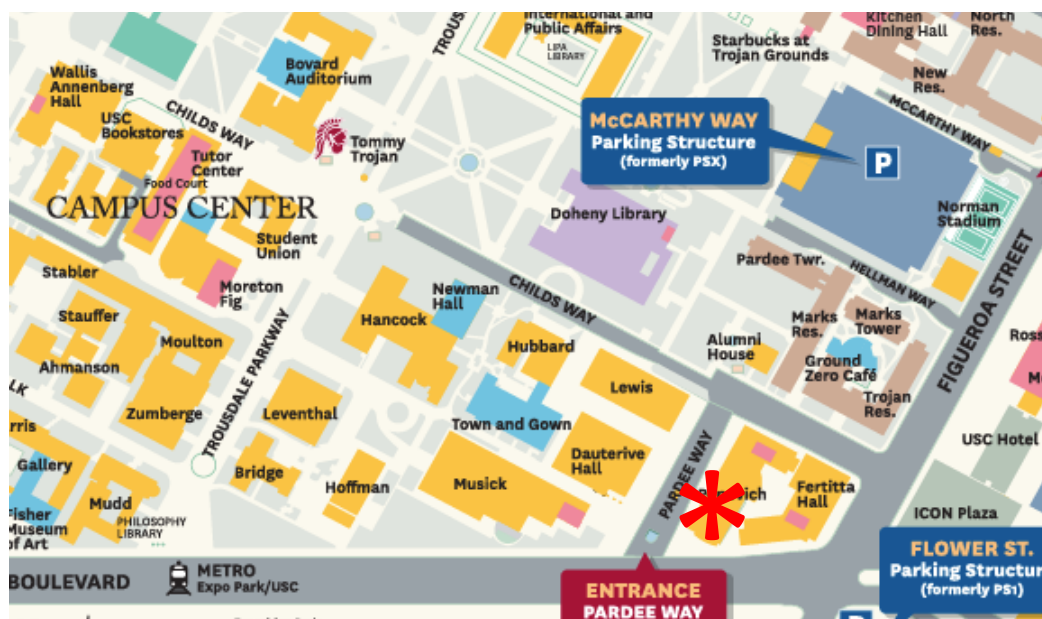 International and
Public Affairs
LIPA
LIBRARY
TROUS
Kitchen
Dining Hall
North
Res.
Starbucks at
Trojan Grounds
New
Res.
Wallis
Annenberg
Hall
Bovard
Auditorium
USC
Bookstores
CHILDS WAY
McCARTHY WAY
Parking Structure
(formerly PSX)
P
McCARTHY WAY
Tommy
Trojan
Tutor
Center
Food Court
CAMPUS CENTER
Student
Union
Doheny Library
Norman
Stadium
Pardee Twr.
HELLMAN WAY
FIGUEROA STREET
Stabler
Moreton
Fig
Newman
Hall
CHILDS WAY
Stauffer
Hancock
Marks
Res.
Marks
Tower
Moulton
TROUSDALE PARKWAY
Hubbard
Alumni
House
Ground
Zero Café
Ahmanson
Lewis
Trojan
Res.
Zumberge
Leventhal
Town and Gown
USC Hotel
Gallery
Bridge
Hoffman
Musick
Dauterive
Hall
PARDEE WAY
Fertitta
Hall
Mudd
PHILOSOPHY
LIBRARY
Fisher
Museum
of Art
ICON Plaza
FLOWER ST.
Parking Structur
(formerly PS1)
BOULEVARD
METRO
Expo Park/USC
ENTRANCE
PARDEE WAY